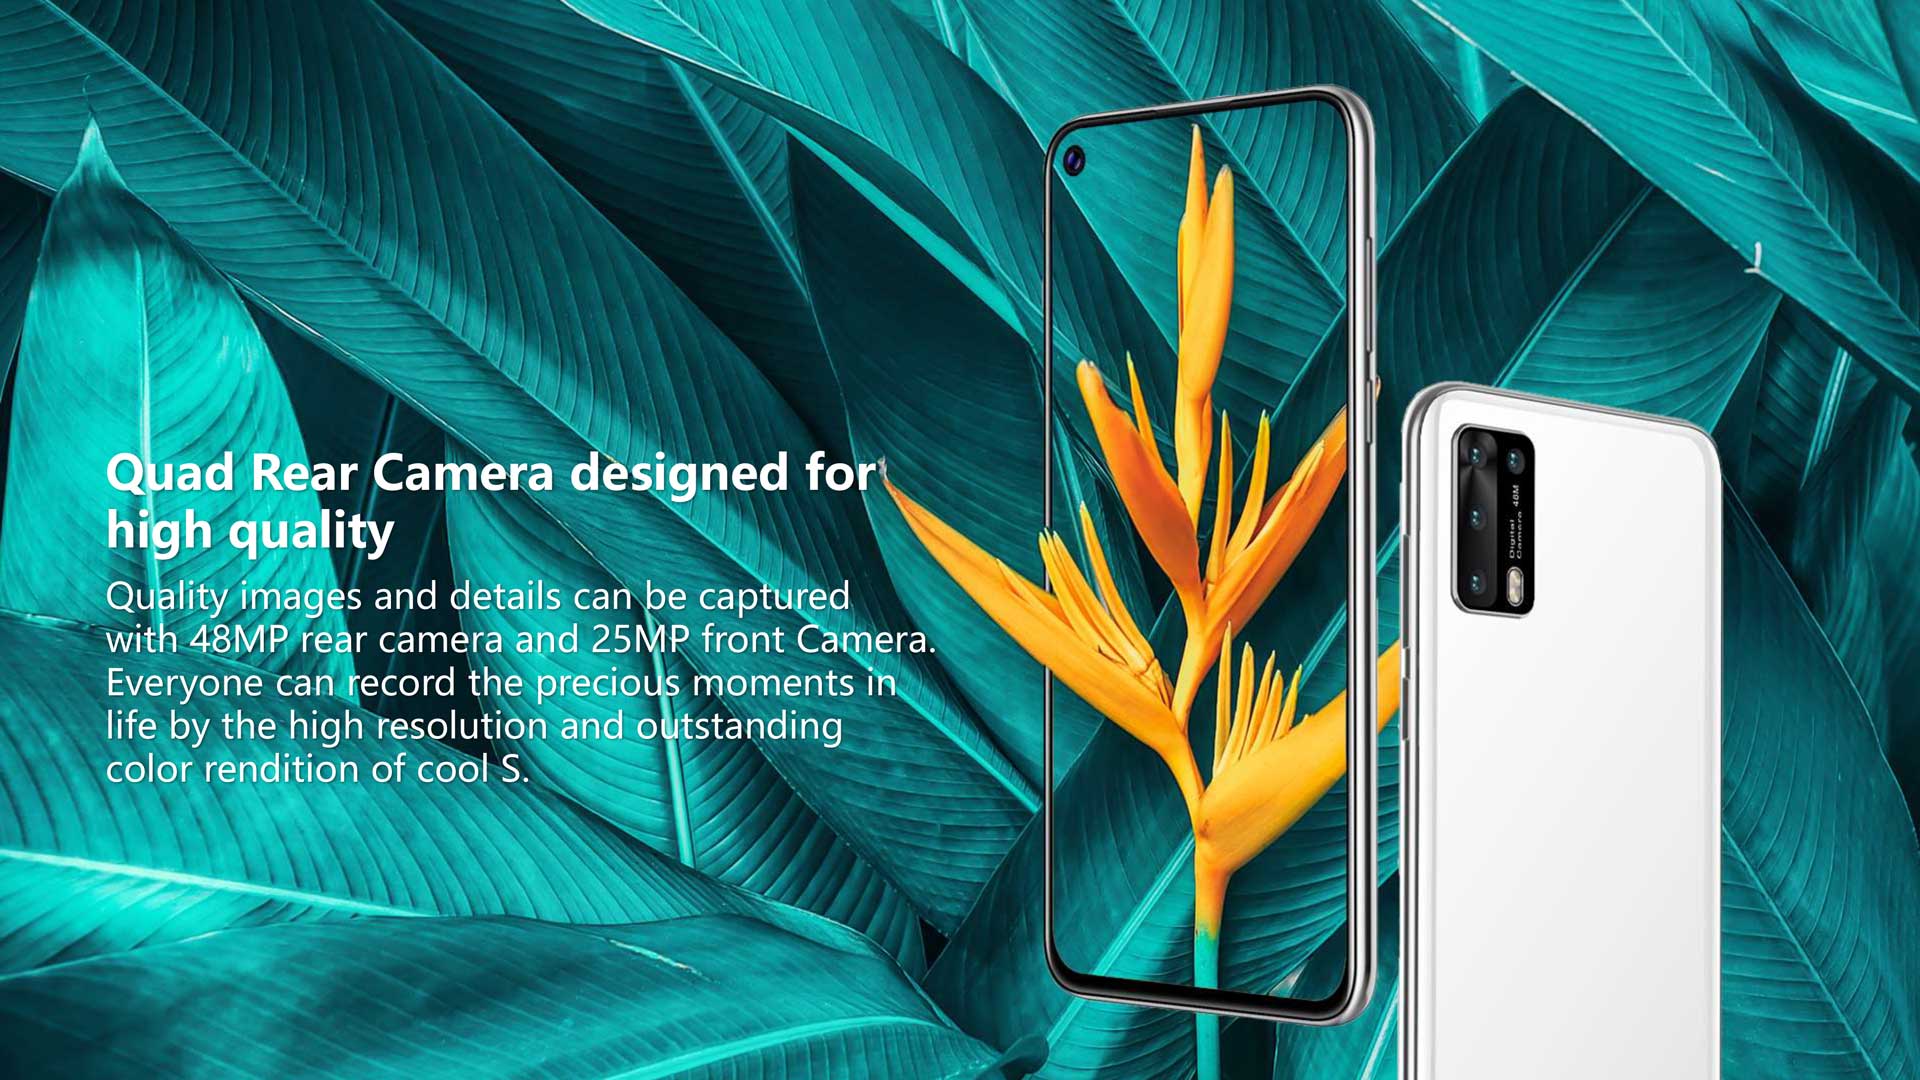 Quad Rear Camera designed for
high quality
Quality images and details can be captured
with 48MP rear camera and 25MP front Camera.
Everyone can record the precious moments in
life by the high resolution and outstanding
color rendition of cool S.
Digital
Camera 48M